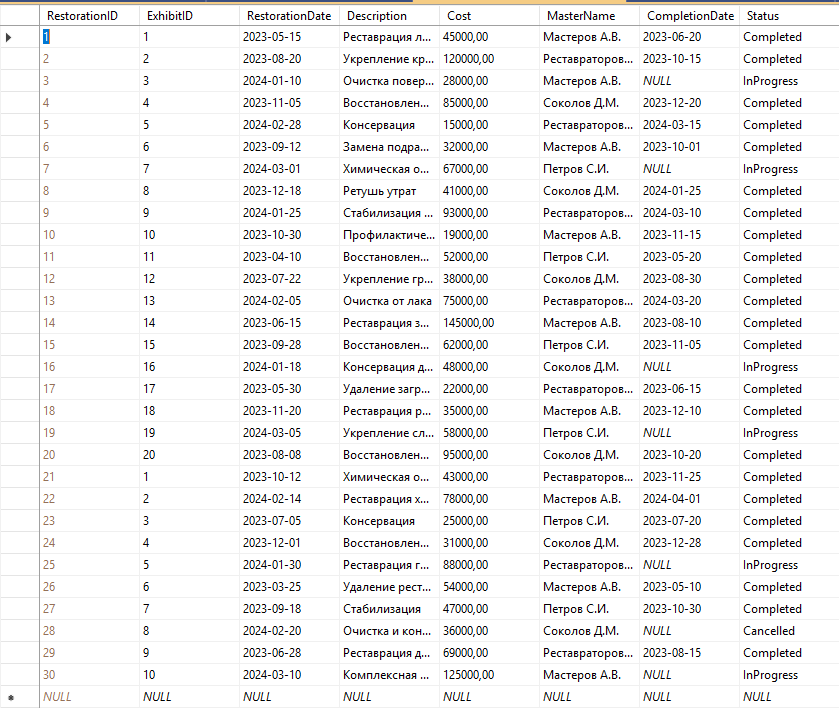 RestorationID ExhibitID RestorationDate Description Cost MasterName CompletionDate Status
1 1 2023-05-15 Реставрация л... 45000,00 Мастеров А.В. 2023-06-20 Completed
2 2 2023-08-20 Укрепление кр... 120000,00 Реставраторов... 2023-10-15 Completed
3 3 2024-01-10 Очистка повер... 28000,00 Мастеров А.В. NULL InProgress
4 4 2023-11-05 Восстановлен... 85000,00 Соколов Д.М. 2023-12-20 Completed
5 5 2024-02-28 Консервация 15000,00 Реставраторов... 2024-03-15 Completed
6 6 2023-09-12 Замена подра... 32000,00 Мастеров А.В. 2023-10-01 Completed
7 7 2024-03-01 Химическая о... 67000,00 Петров С.И. NULL InProgress
8 8 2023-12-18 Ретушь утрат 41000,00 Соколов Д.М. 2024-01-25 Completed
9 9 2024-01-25 Стабилизация ... 93000,00 Реставраторов... 2024-03-10 Completed
10 10 2023-10-30 Профилактиче... 19000,00 Мастеров А.В. 2023-11-15 Completed
11 11 2023-04-10 Восстановлен... 52000,00 Петров С.И. 2023-05-20 Completed
12 12 2023-07-22 Укрепление гр... 38000,00 Соколов Д.М. 2023-08-30 Completed
13 13 2024-02-05 Очистка от лака 75000,00 Реставраторов... 2024-03-20 Completed
14 14 2023-06-15 Реставрация з... 145000,00 Мастеров А.В. 2023-08-10 Completed
15 15 2023-09-28 Восстановлен... 62000,00 Петров С.И. 2023-11-05 Completed
16 16 2024-01-18 Консервация д... 48000,00 Соколов Д.М. NULL InProgress
17 17 2023-05-30 Удаление загр... 22000,00 Реставраторов... 2023-06-15 Completed
18 18 2023-11-20 Реставрация р... 35000,00 Мастеров А.В. 2023-12-10 Completed
19 19 2024-03-05 Укрепление сл... 58000,00 Петров С.И. NULL InProgress
20 20 2023-08-08 Восстановлен... 95000,00 Соколов Д.М. 2023-10-20 Completed
21 1 2023-10-12 Химическая о... 43000,00 Реставраторов... 2023-11-25 Completed
22 2 2024-02-14 Реставрация х... 78000,00 Мастеров А.В. 2024-04-01 Completed
23 3 2023-07-05 Консервация 25000,00 Петров С.И. 2023-07-20 Completed
24 4 2023-12-01 Восстановлен... 31000,00 Соколов Д.М. 2023-12-28 Completed
25 5 2024-01-30 Реставрация г... 88000,00 Реставраторов... NULL InProgress
26 6 2023-03-25 Удаление рест... 54000,00 Мастеров А.В. 2023-05-10 Completed
27 7 2023-09-18 Стабилизация 47000,00 Петров С.И. 2023-10-30 Completed
28 8 2024-02-20 Очистка и кон... 36000,00 Соколов Д.М. NULL Cancelled
29 9 2023-06-28 Реставрация д... 69000,00 Реставраторов... 2023-08-15 Completed
30 10 2024-03-10 Комплексная ... 125000,00 Мастеров А.В. NULL InProgress
NULL NULL NULL NULL NULL NULL NULL NULL